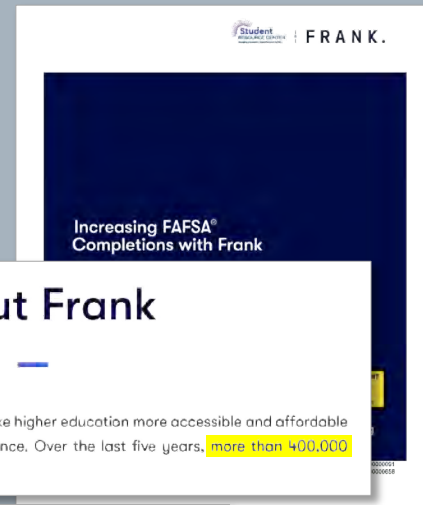 Student
FRANK.
Increasing FAFSA®
Completions with Frank
ut Frank
ke higher education more accessible and affordable
nce. Over the last five years, more than 400,000